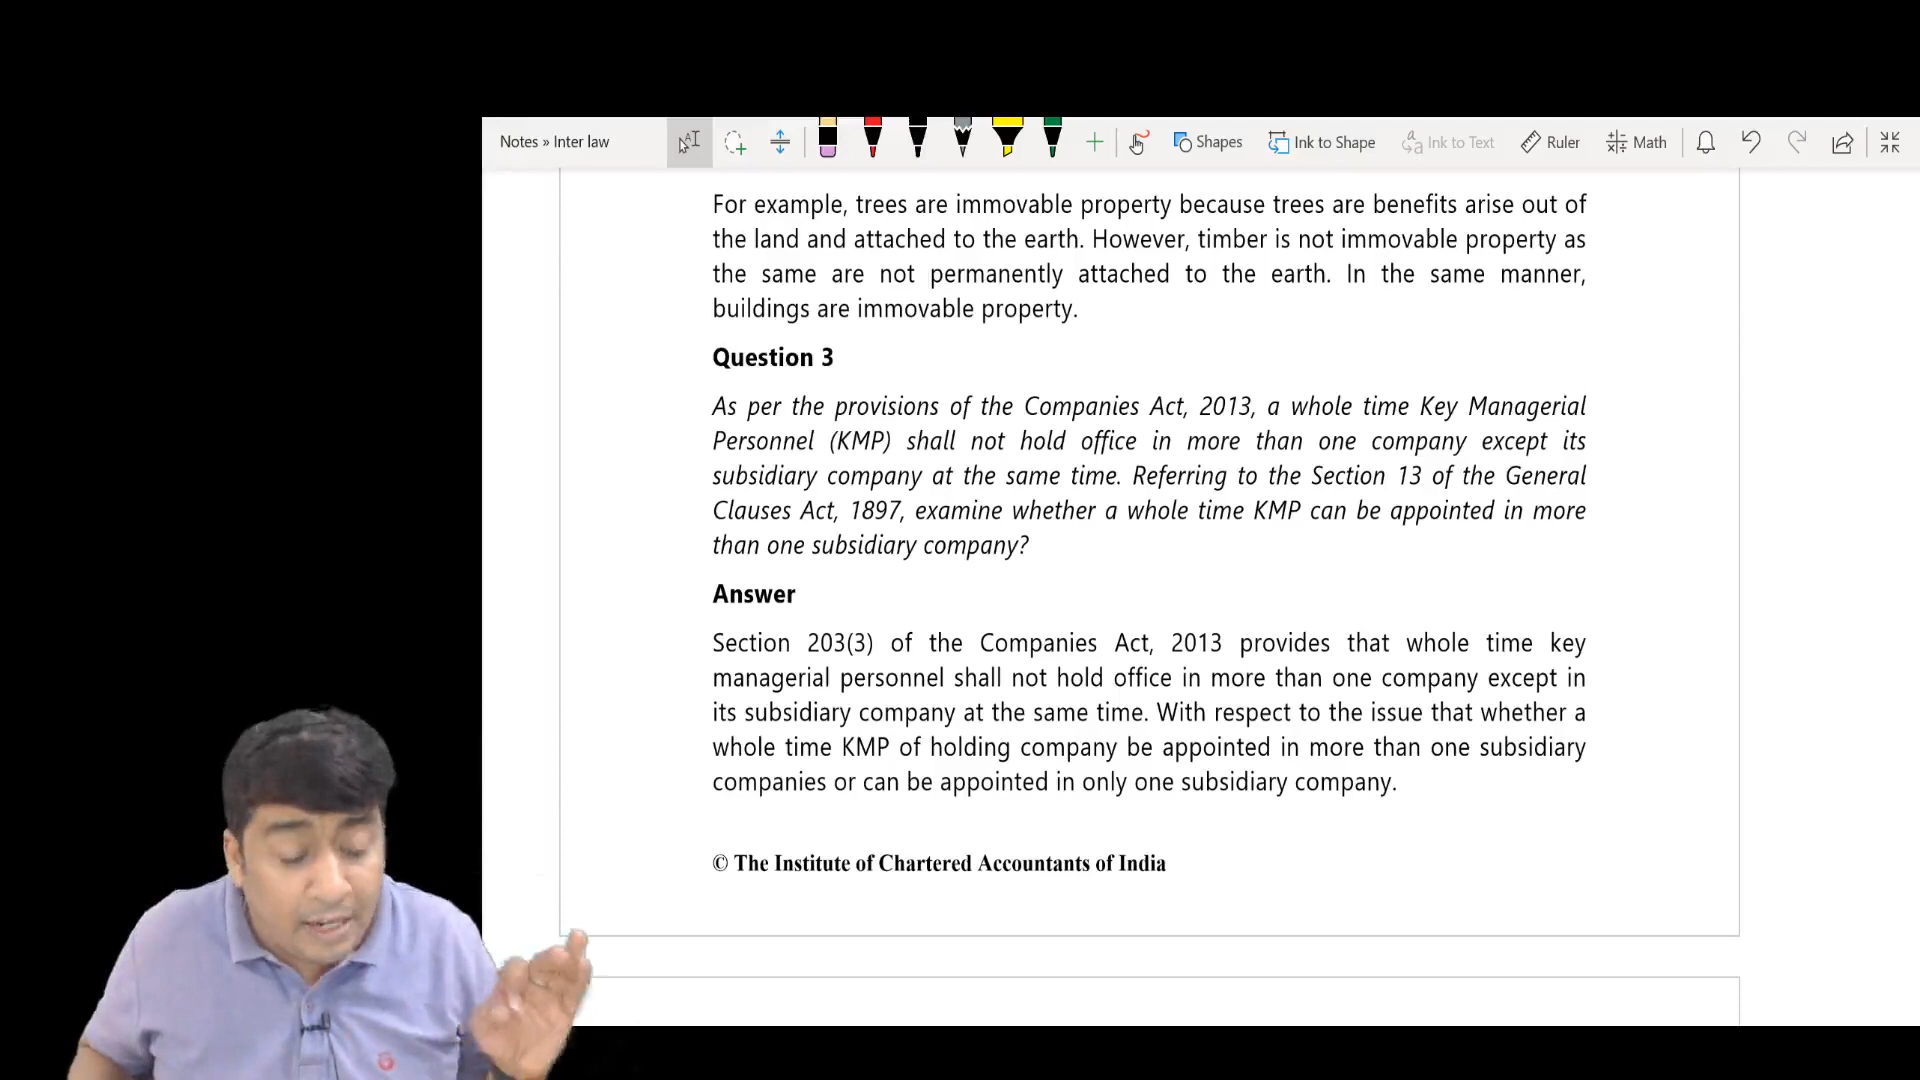 Notes » Inter law
Shapes
Ink to Shape
Ink to Text
Ruler
Math
For example, trees are immovable property because trees are benefits arise out of
the land and attached to the earth. However, timber is not immovable property as
the same are not permanently attached to the earth. In the same manner,
buildings are immovable property.
Question 3
As per the provisions of the Companies Act, 2013, a whole time Key Managerial
Personnel (KMP) shall not hold office in more than one company except its
subsidiary company at the same time. Referring to the Section 13 of the General
Clauses Act, 1897, examine whether a whole time KMP can be appointed in more
than one subsidiary company?
Answer
Section 203(3) of the Companies Act, 2013 provides that whole time key
managerial personnel shall not hold office in more than one company except in
its subsidiary company at the same time. With respect to the issue that whether a
whole time KMP of holding company be appointed in more than one subsidiary
companies or can be appointed in only one subsidiary company.
© The Institute of Chartered Accountants of India